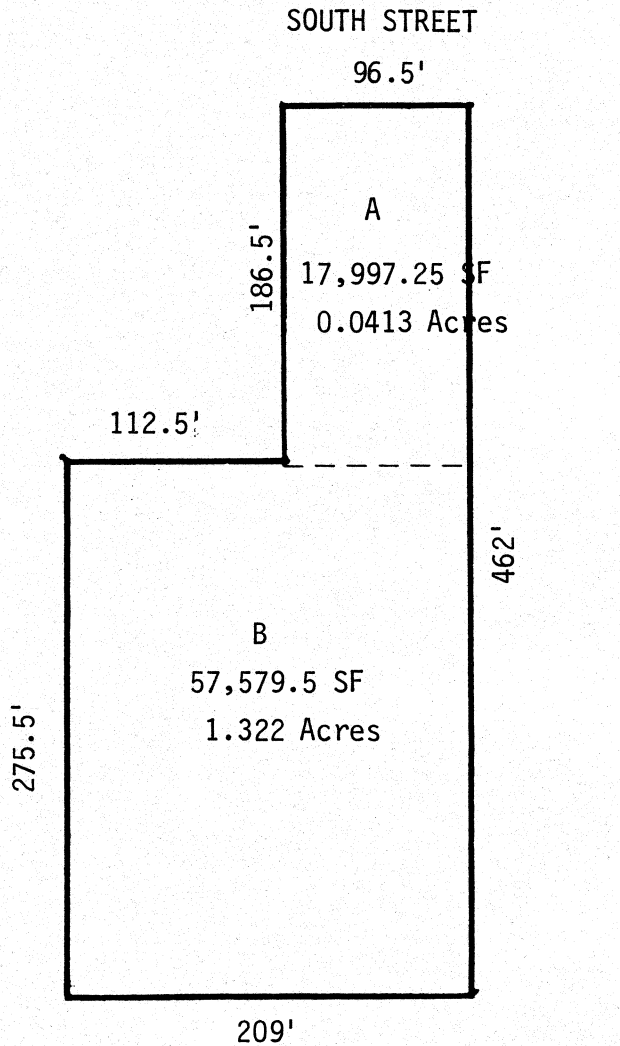 SOUTH STREET
96.5'
A
186.5'
17,997.25 SF
0.0413 Acres
112.5'
462'
B
57,579.5 SF
1.322 Acres
275.5'
209'